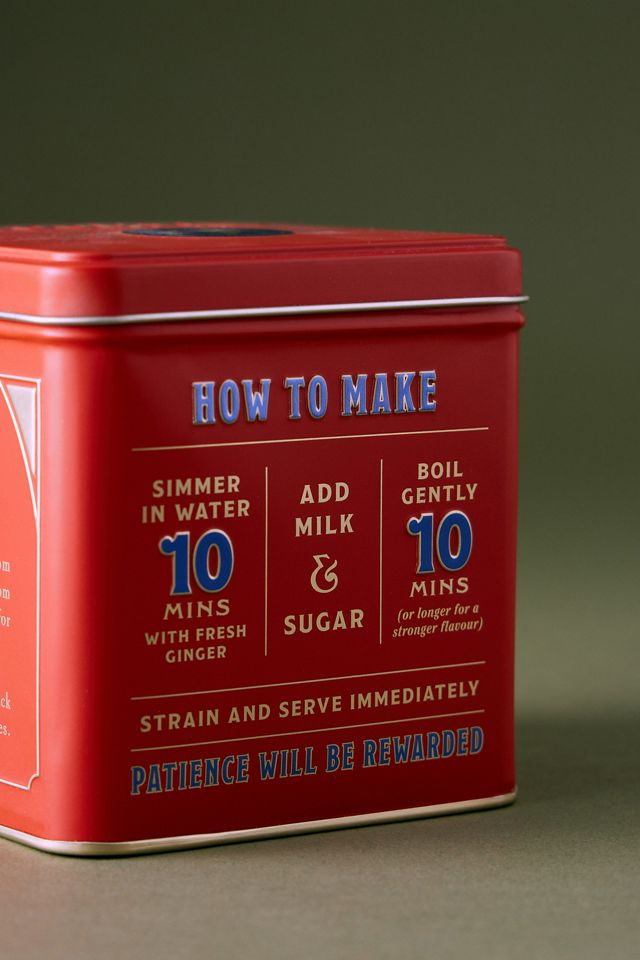 HOW TO MAKE
SIMMER
IN WATER
10
MINS
WITH FRESH
GINGER
ADD
MILK
&
SUGAR
BOIL
GENTLY
10
MINS
(or longer for a
stronger flavour)
STRAIN AND SERVE IMMEDIATELY
PATIENCE WILL BE REWARDED